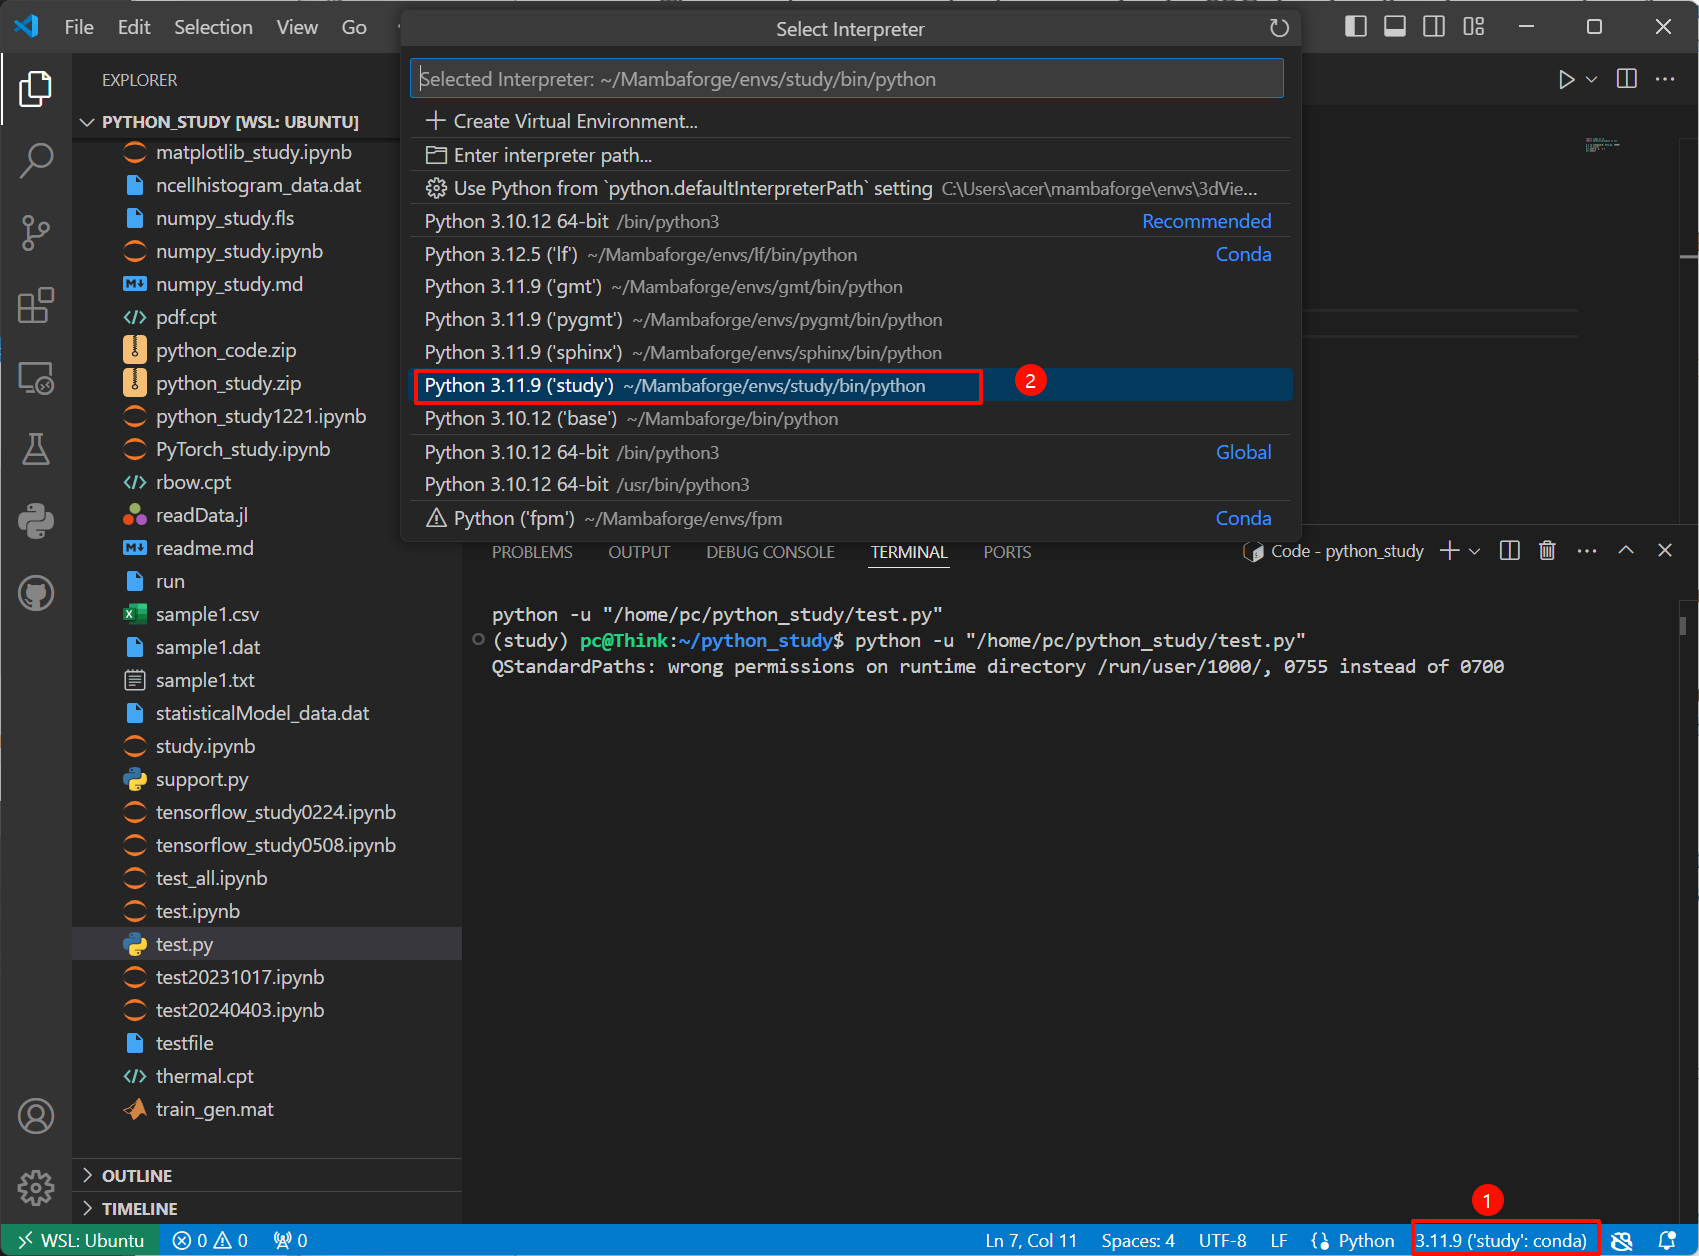 File Edit Selection View Go
Select Interpreter
EXPLORER
PYTHON_STUDY [WSL: UBUNTU]
matplotlib_study.ipynb
ncellhistogram_data.dat
numpy_study.fls
numpy_study.ipynb
numpy_study.md
pdf.cpt
python_code.zip
python_study.zip
python_study1221.ipynb
PyTorch_study.ipynb
rbow.cpt
readData.jl
readme.md
run
sample1.csv
sample1.dat
sample1.txt
statisticalModel_data.dat
study.ipynb
support.py
tensorflow_study0224.ipynb
tensorflow_study0508.ipynb
test_all.ipynb
test.ipynb
test.py
test20231017.ipynb
test20240403.ipynb
testfile
thermal.cpt
train_gen.mat
OUTLINE
TIMELINE
Selected Interpreter: ~/Mambaforge/envs/study/bin/python
Create Virtual Environment...
Enter interpreter path...
Use Python from `python.defaultInterpreterPath` setting C:\Users\acer\mambaforge\envs\3dVie...
Python 3.10.12 64-bit /bin/python3 Recommended
Python 3.12.5 ('lf') ~/Mambaforge/envs/lf/bin/python Conda
Python 3.11.9 ('gmt') ~/Mambaforge/envs/gmt/bin/python
Python 3.11.9 ('pygmt') ~/Mambaforge/envs/pygmt/bin/python
Python 3.11.9 ('sphinx') ~/Mambaforge/envs/sphinx/bin/python
Python 3.11.9 ('study') ~/Mambaforge/envs/study/bin/python 2
Python 3.10.12 ('base') ~/Mambaforge/bin/python
Python 3.10.12 64-bit /bin/python3 Global
Python 3.10.12 64-bit /usr/bin/python3
Python ('fpm') ~/Mambaforge/envs/fpm Conda
PROBLEMS OUTPUT DEBUG CONSOLE TERMINAL PORTS Code - python_study
python -u "/home/pc/python_study/test.py"
(study) pc@Think:~/python_study$ python -u "/home/pc/python_study/test.py"
QStandardPaths: wrong permissions on runtime directory /run/user/1000/, 0755 instead of 0700
1
WSL: Ubuntu 0 0 0 Ln 7, Col 11 Spaces: 4 UTF-8 LF Python 3.11.9 ('study': conda)